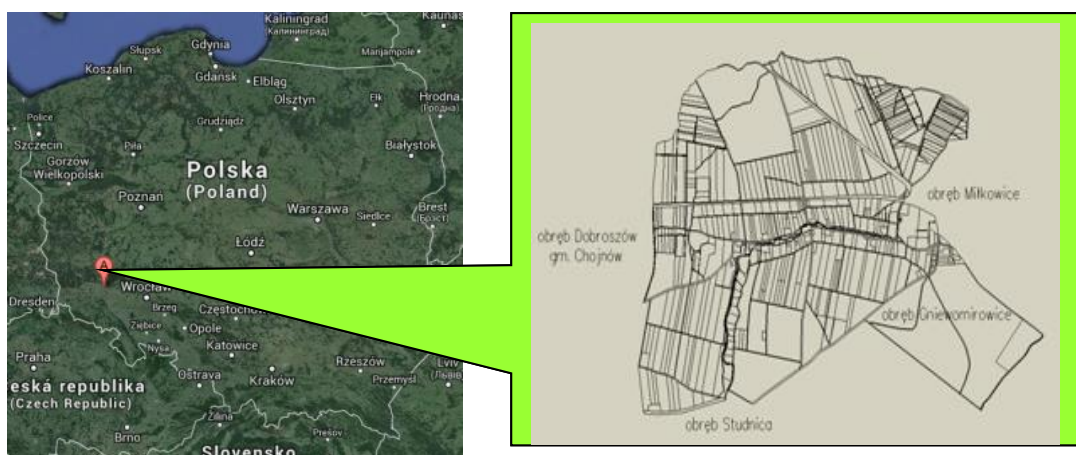 Kaliningrad
(Калининград)
Kaunas
Gdynia
Słupsk
Marijampolė
Koszalin
Gdańsk
Elbląg
Olsztyn
Ełk
Hrodna
(Гродна)
Police
Grudziądz
Szczecin
Piła
Białystok
Gorzów
Wielkopolski
Polska
(Poland)
Poznań
Warszawa
Siedlce
Brest
(Брэст)
Łódź
A
Wrocław
Dresden
Brzeg
Częstochow
Ziębice
Opole
Nysa
Katowice
Praha
Rzeszów
Lviv
(Львів)
Ostrava
Kraków
Przemyśl
eská republika
(Czech Republic)
Žilina
Brno
Prešov
Slovensko
obręb Miłkowice
obręb Dobroszów
gm. Chojnów
obręb Gniewomirowice
obręb Studnica